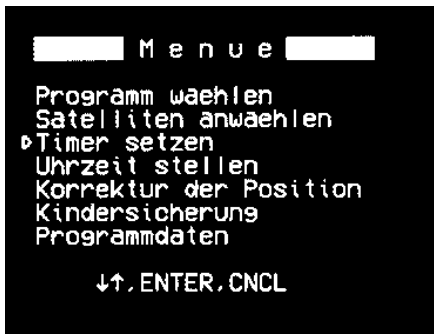 Menue
Programm waehlen
Satelliten anwaehlen
Timer setzen
Uhrzeit stellen
Korrektur der Position
Kindersicherung
Programmdaten
↓↑,ENTER,CNCL